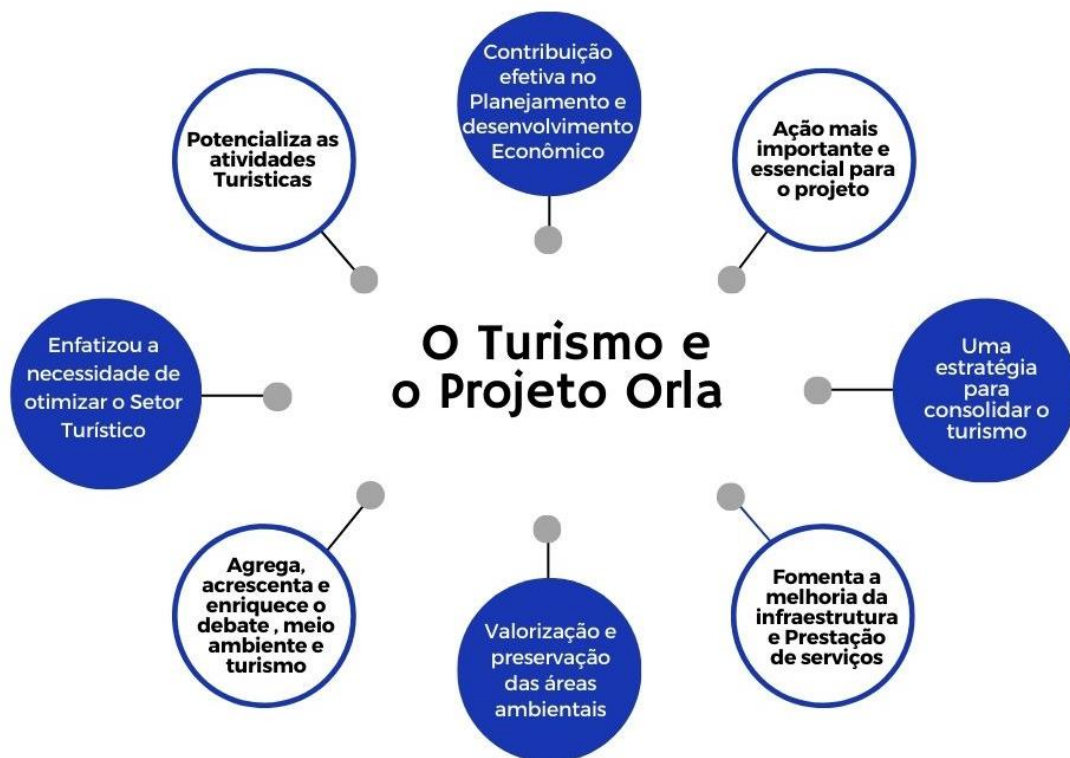 Contribuição
efetiva no
Planejamento e
desenvolvimento
Econômico
Potencializa as
atividades
Turisticas
Ação mais
importante e
essencial para
o projeto
O Turismo e
o Projeto Orla
Enfatizou a
necessidade de
otimizar o Setor
Turístico
Uma
estratégia
para
consolidar o
turismo
Agrega,
acrescenta e
enriquece o
debate , meio
ambiente e
turismo
Valorização e
preservação
das áreas
ambientais
Fomenta a
melhoria da
infraestrutura
e Prestação
de serviços